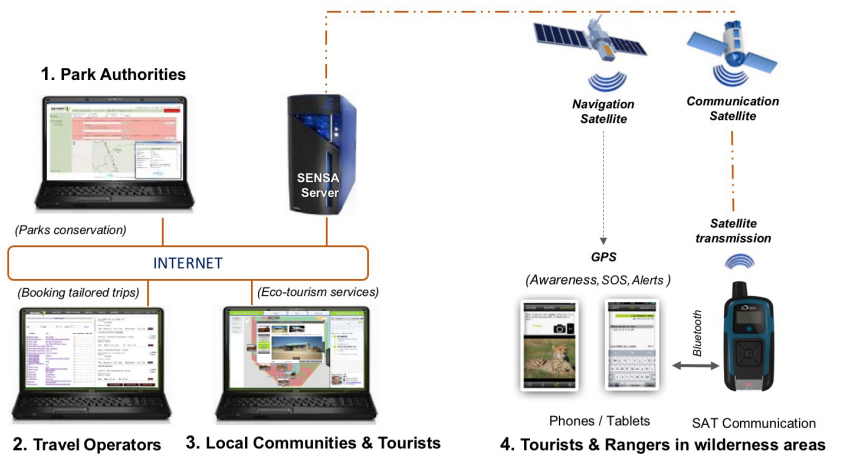 1. Park Authorities
Navigation
Satellite
Communication
Satellite
SENSA
Server
(Parks conservation)
Satellite
transmission
INTERNET
GPS
(Awareness, SOS, Alerts )
(Booking tailored trips)
(Eco-tourism services)
Bluetooth
Phones / Tablets
SAT Communication
2. Travel Operators
3. Local Communities & Tourists
4. Tourists & Rangers in wilderness areas